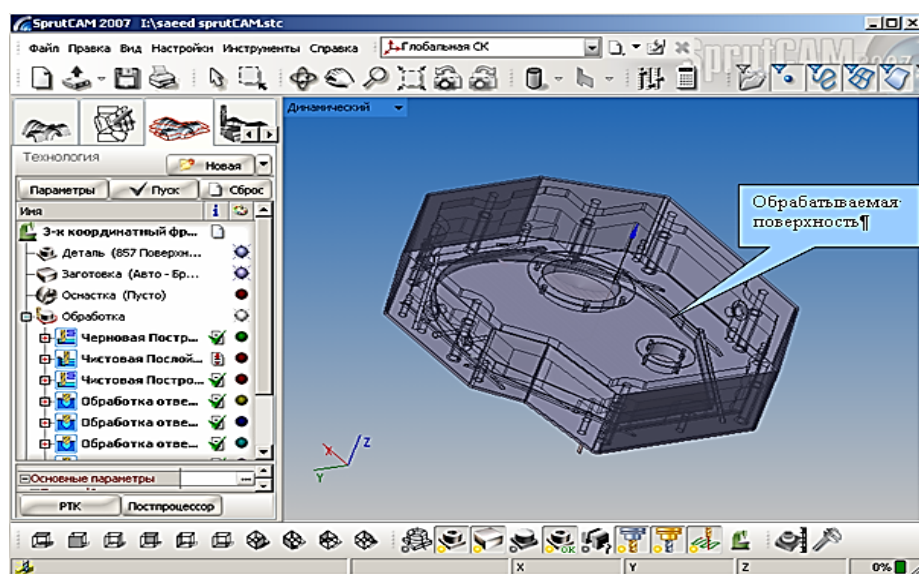 SprutCAM 2007 I:\saeed sprutCAM.stc
Файл Правка Вид Настройки Инструменты Справка
Глобальная СК
SprutCAM 2007
Динамический
Технология
Новая
Параметры Пуск Сброс
Имя
3-х координатный фр...
Деталь (857 Поверхн...
Заготовка (Авто - Бр...
Оснастка (Пусто)
Обработка
Черновая Постр...
Чистовая Послой...
Чистовая Постро...
Обработка отве...
Обработка отве...
Обработка отве...
Основные параметры ...
РТК Постпроцессор
Обрабатываемая
поверхность¶
X Z
Y
OK
X Y Z 0%